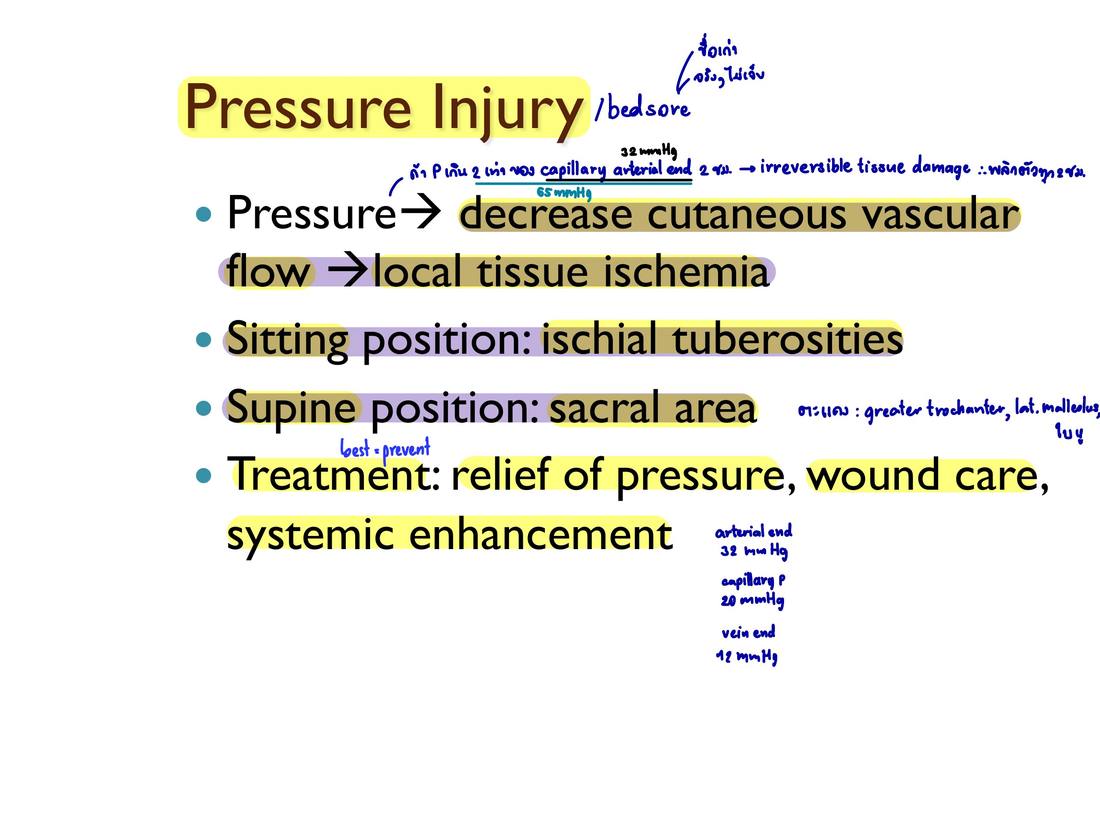 ชื่อเก่า
จริงๆ ไม่เจ็บ
Pressure Injury /bedsore
32 mmHg
ถ้า P เกิน 2 เท่า ของ capillary arterial end 2 ชม. → irreversible tissue damage ∴ พลิกตัวทุก 2 ชม.
65 mmHg
• Pressure→ decrease cutaneous vascular
flow →local tissue ischemia
• Sitting position: ischial tuberosities
• Supine position: sacral area
ตะแคง : greater trochanter, lat. malleolus,
ใบหู
best = prevent
• Treatment: relief of pressure, wound care,
systemic enhancement
arterial end
32 mmHg
capillary P
20 mmHg
vein end
12 mmHg